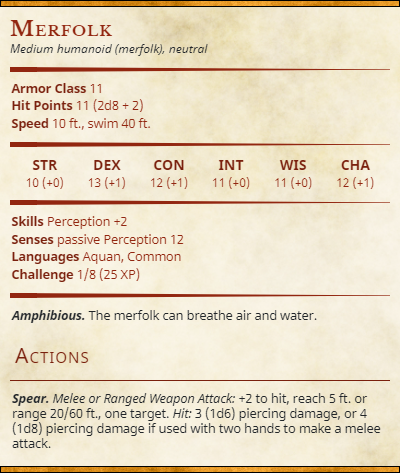 Merfolk
Medium humanoid (merfolk), neutral
Armor Class 11
Hit Points 11 (2d8 + 2)
Speed 10 ft., swim 40 ft.
STR DEX CON INT WIS CHA
10 (+0) 13 (+1) 12 (+1) 11 (+0) 11 (+0) 12 (+1)
Skills Perception +2
Senses passive Perception 12
Languages Aquan, Common
Challenge 1/8 (25 XP)
Amphibious. The merfolk can breathe air and water.
Actions
Spear. Melee or Ranged Weapon Attack: +2 to hit, reach 5 ft. or
range 20/60 ft., one target. Hit: 3 (1d6) piercing damage, or 4
(1d8) piercing damage if used with two hands to make a melee
attack.